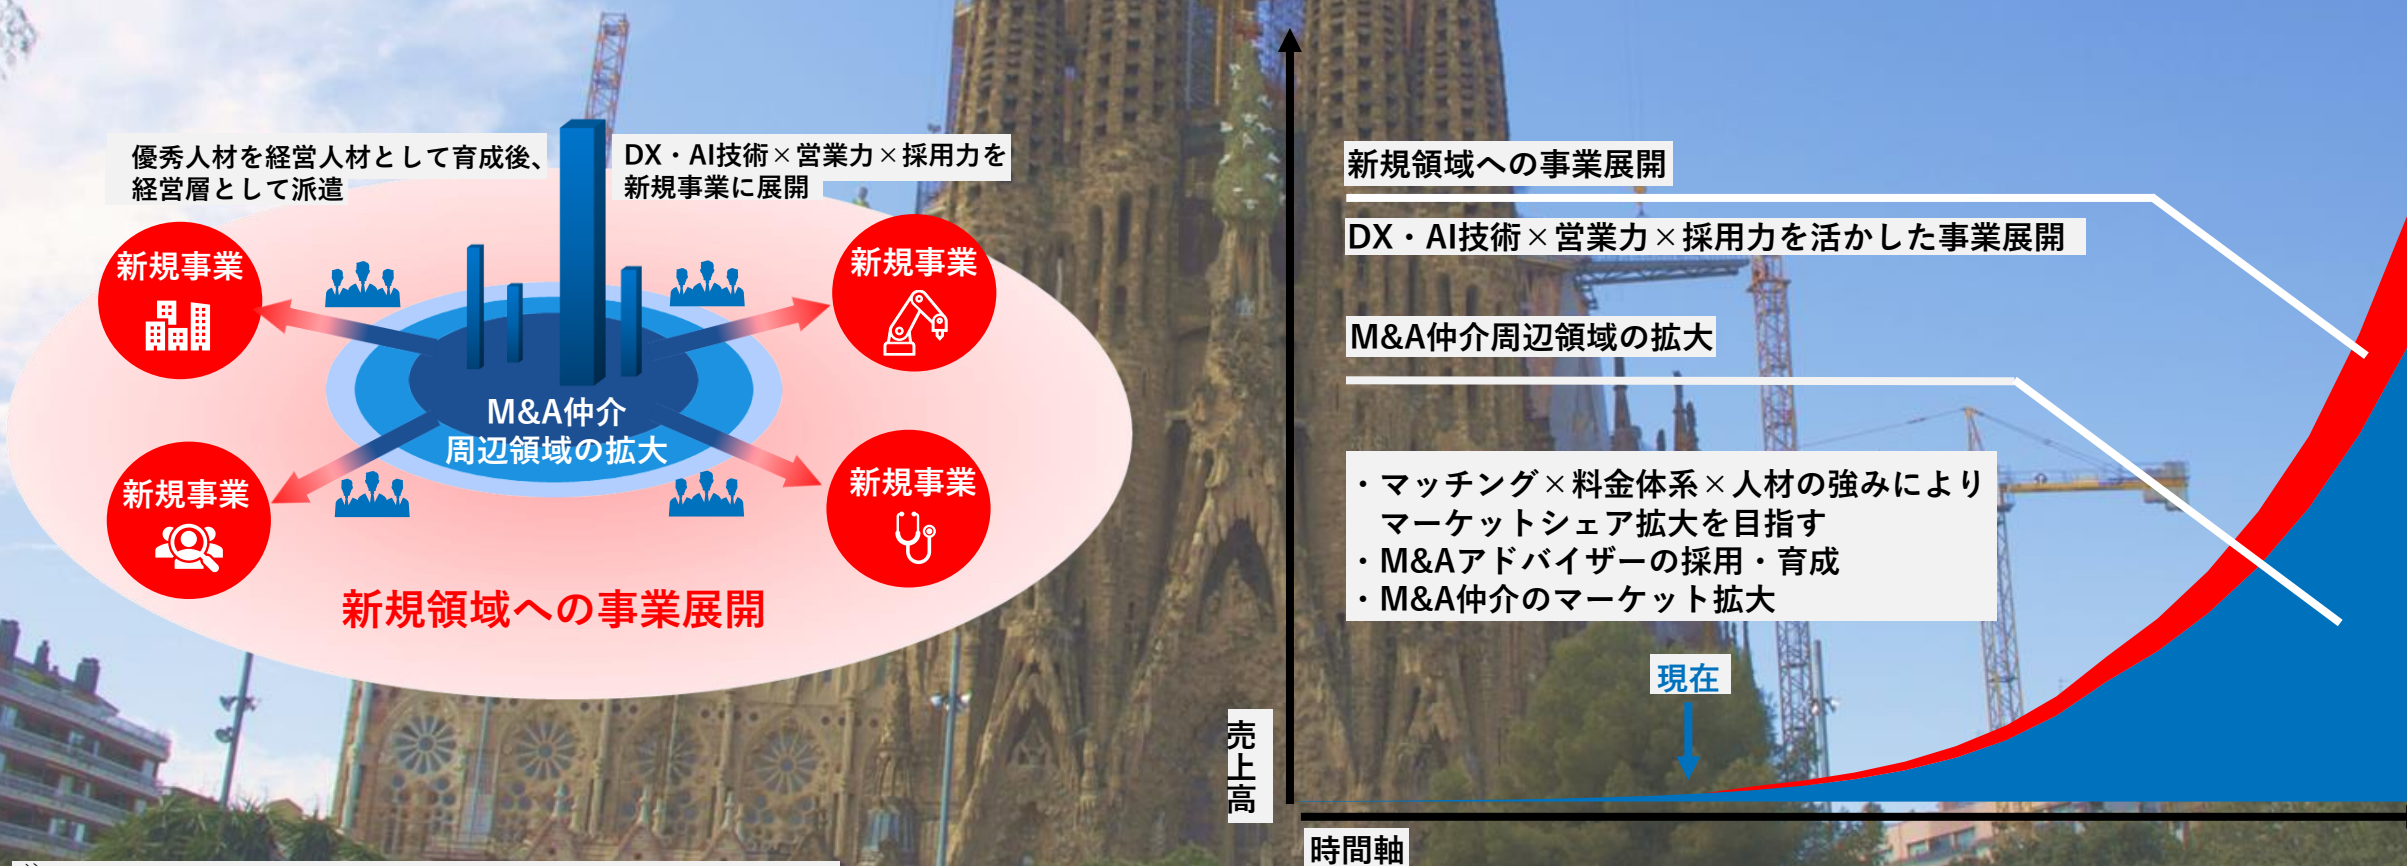 優秀人材を経営人材として育成後、
経営層として派遣
DX・AI技術×営業力×採用力を
新規事業に展開
新規事業
新規事業
M&A仲介
周辺領域の拡大
新規事業
新規事業
新規領域への事業展開
新規領域への事業展開
DX・AI技術×営業力×採用力を活かした事業展開
M&A仲介周辺領域の拡大
・マッチング×料金体系×人材の強みにより
マーケットシェア拡大を目指す
・M&Aアドバイザーの採用・育成
・M&A仲介のマーケット拡大
現在
売上高
時間軸